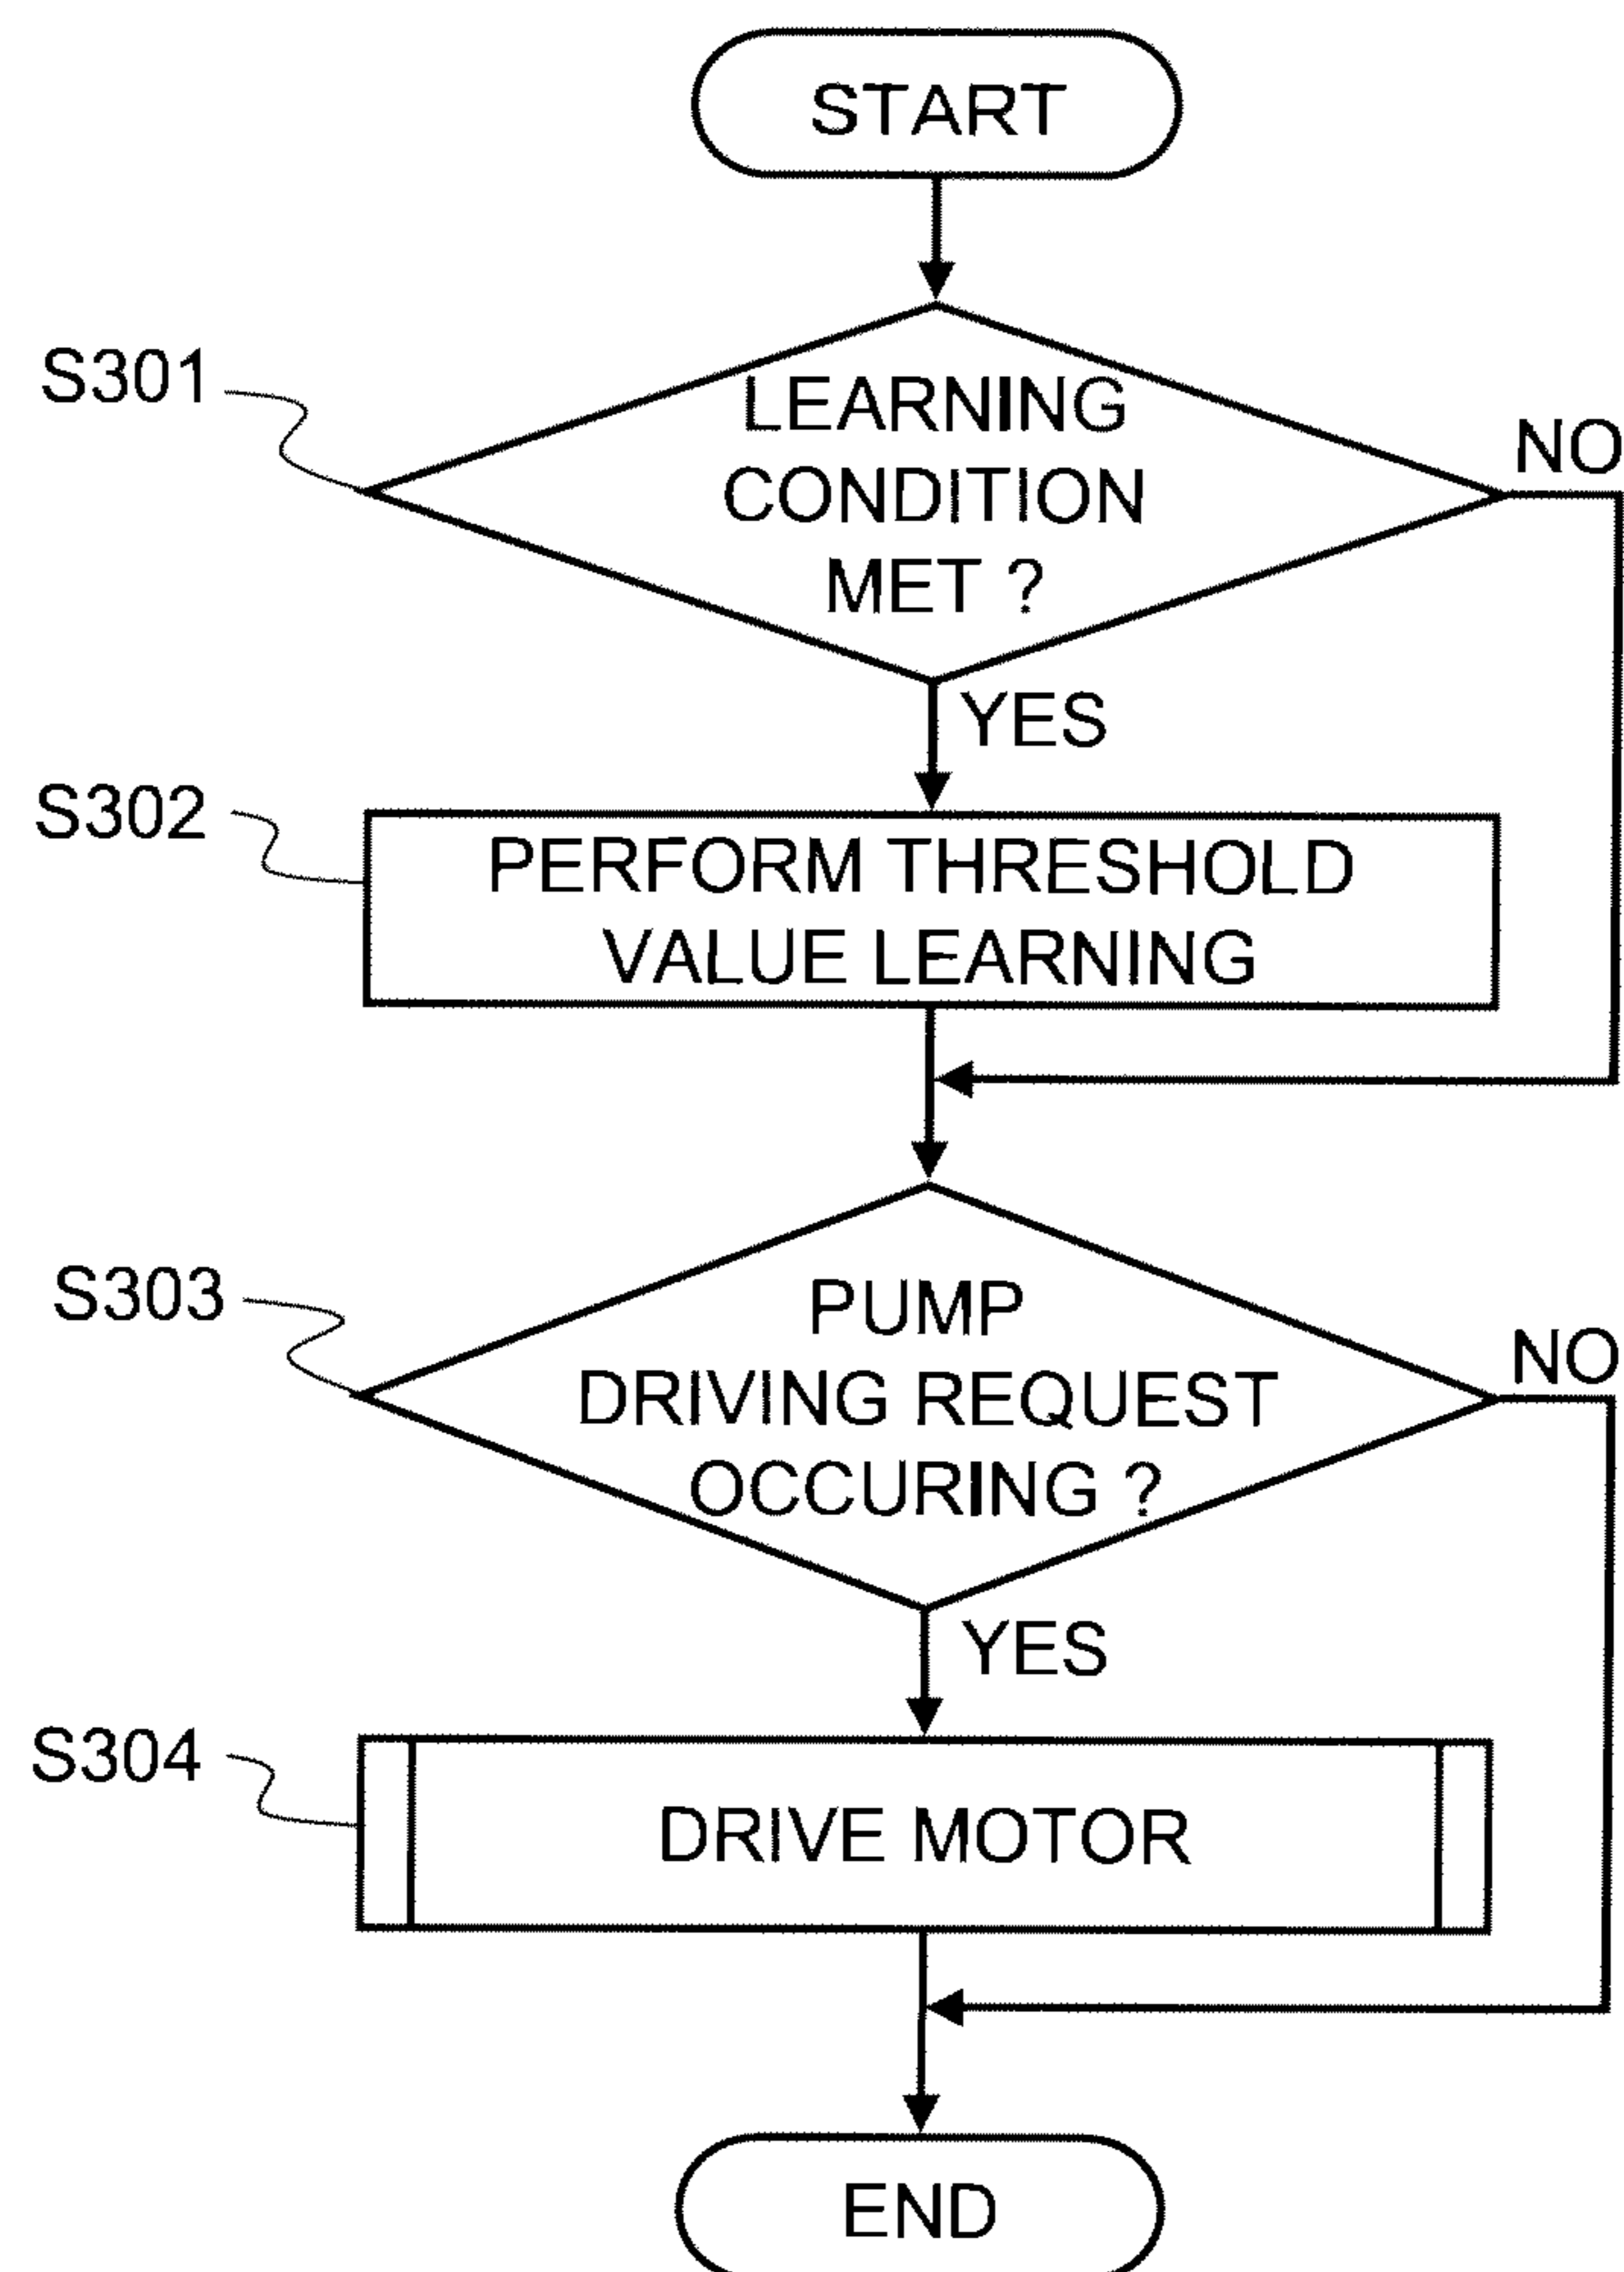 START
S301
LEARNING
CONDITION
MET ?
NO
YES
S302
PERFORM THRESHOLD
VALUE LEARNING
S303
PUMP
DRIVING REQUEST
OCCURING ?
NO
YES
S304
DRIVE MOTOR
END